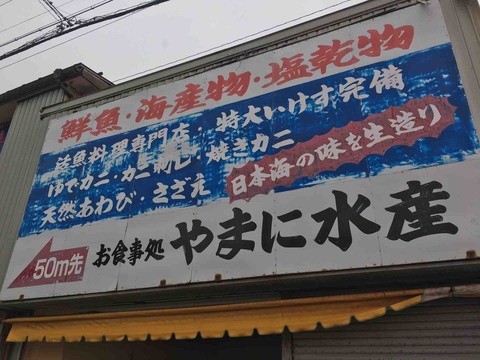 鮮魚・海産物・塩乾物
活魚料理専門店・特大いけす完備
ゆでカニ・カニ刺し・焼きカニ
天然あわび・さざえ
日本海の味を生造り
50m先
お食事処 やまに水産